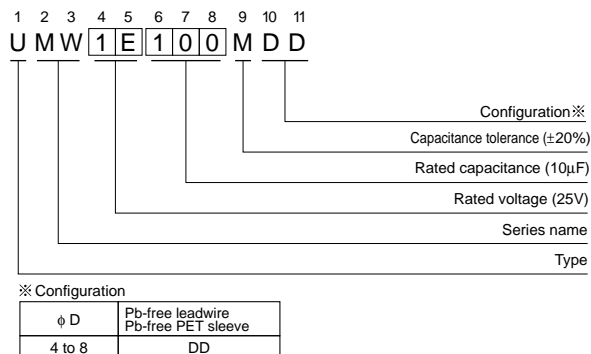 1 2 3 4 5 6 7 8 9 10 11
U M W 1 E 1 0 0 M D D
Configuration※
Capacitance tolerance (±20%)
Rated capacitance (10µF)
Rated voltage (25V)
Series name
Type
※ Configuration
ϕ D Pb-free leadwire
Pb-free PET sleeve
4 to 8 DD